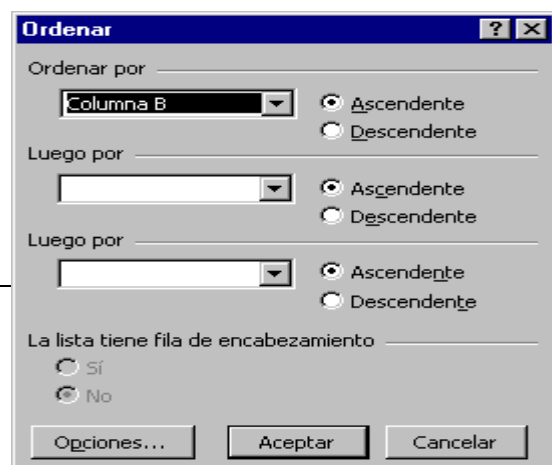 Ordenar
Ordenar por
Columna B
Ascendente
Descendente
Luego por
Ascendente
Descendente
Luego por
Ascendente
Descendente
La lista tiene fila de encabezamiento
Sí
No
Opciones... Aceptar Cancelar